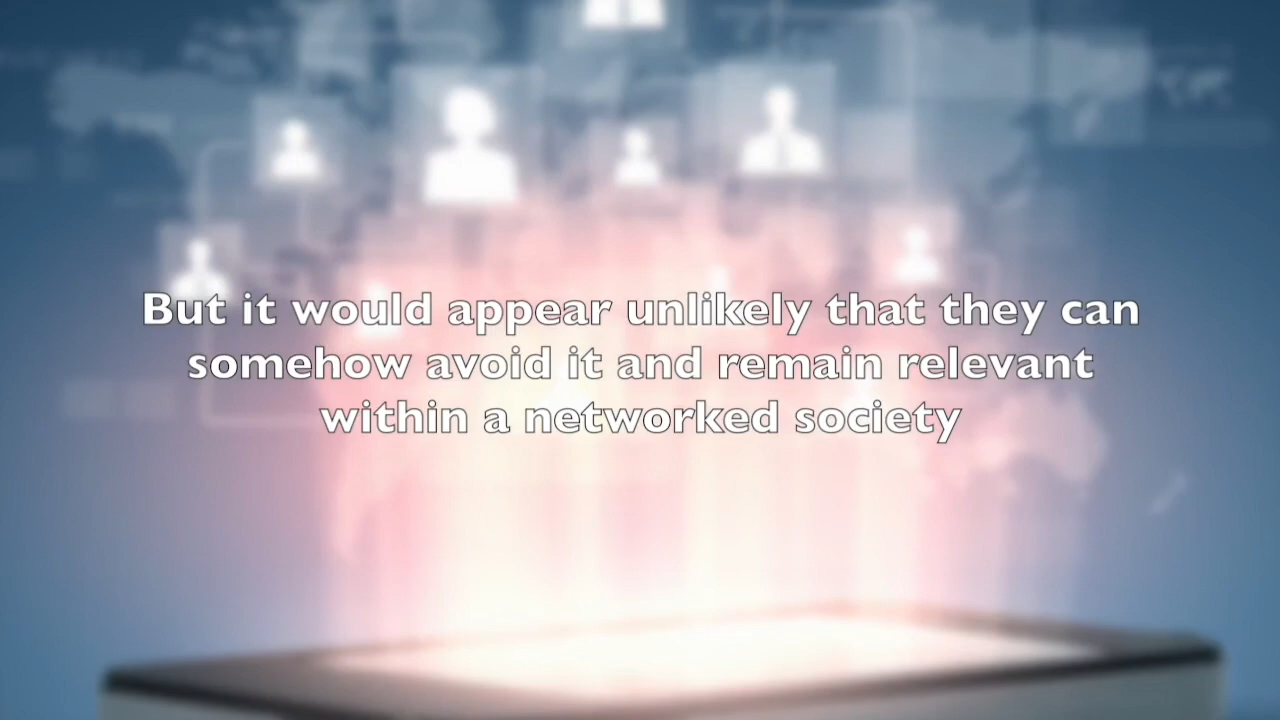 But it would appear unlikely that they can
somehow avoid it and remain relevant
within a networked society